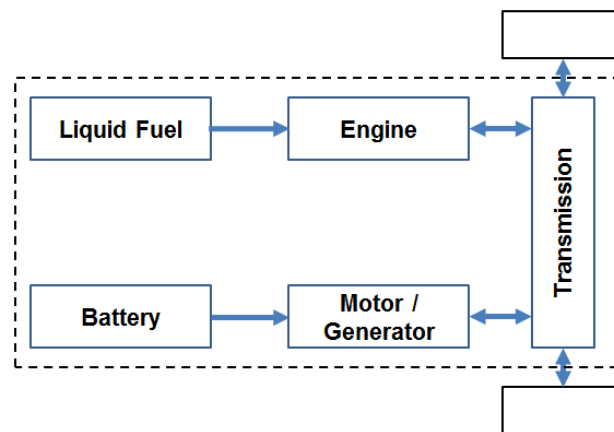 Liquid Fuel
Engine
Transmission
Battery
Motor /
Generator